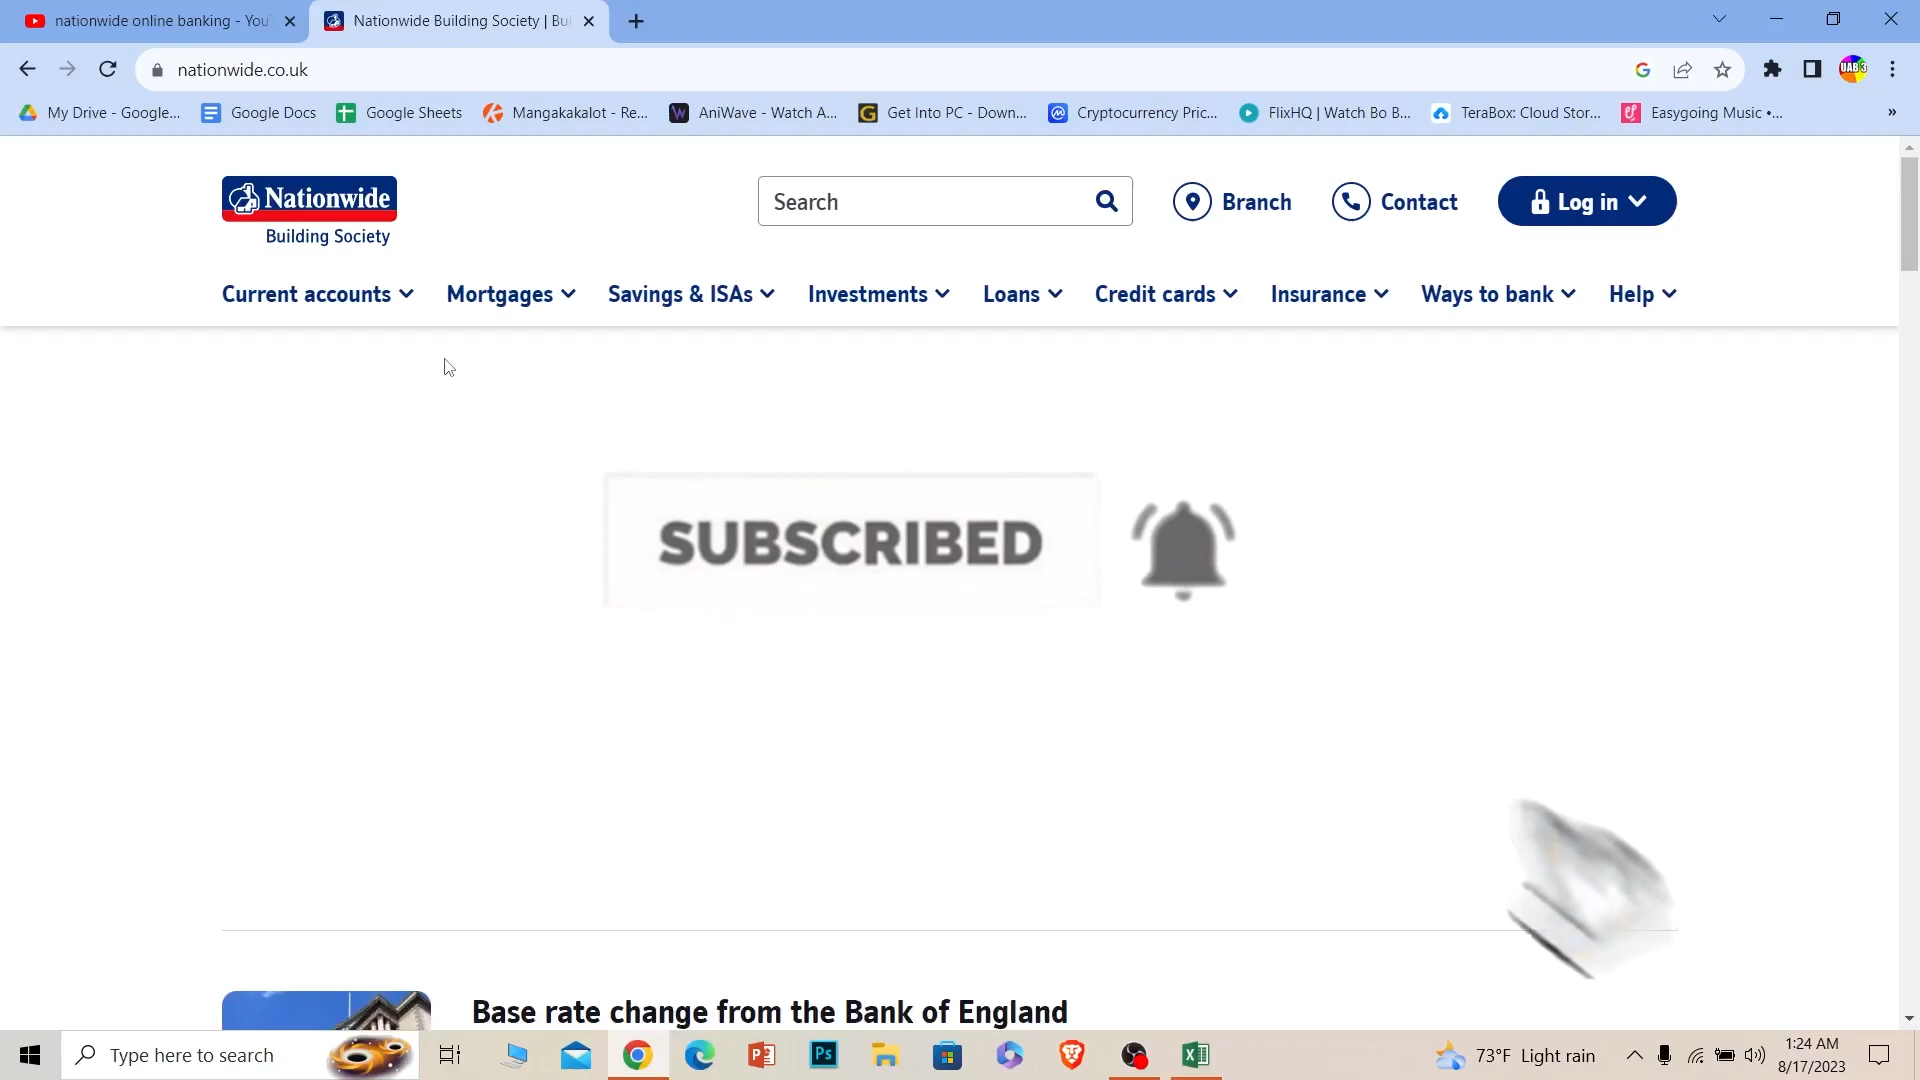 nationwide online banking - You
Nationwide Building Society | Bu
nationwide.co.uk
UAB 3
My Drive - Google...
Google Docs
Google Sheets
Mangakakalot - Re...
AniWave - Watch A...
Get Into PC - Down...
Cryptocurrency Pric...
FlixHQ | Watch Bo B...
TeraBox: Cloud Stor...
Easygoing Music •...
»
Nationwide
Building Society
Search
Branch
Contact
Log in
Current accounts
Mortgages
Savings & ISAs
Investments
Loans
Credit cards
Insurance
Ways to bank
Help
SUBSCRIBED
Base rate change from the Bank of England
Type here to search
73°F Light rain
1:24 AM
8/17/2023